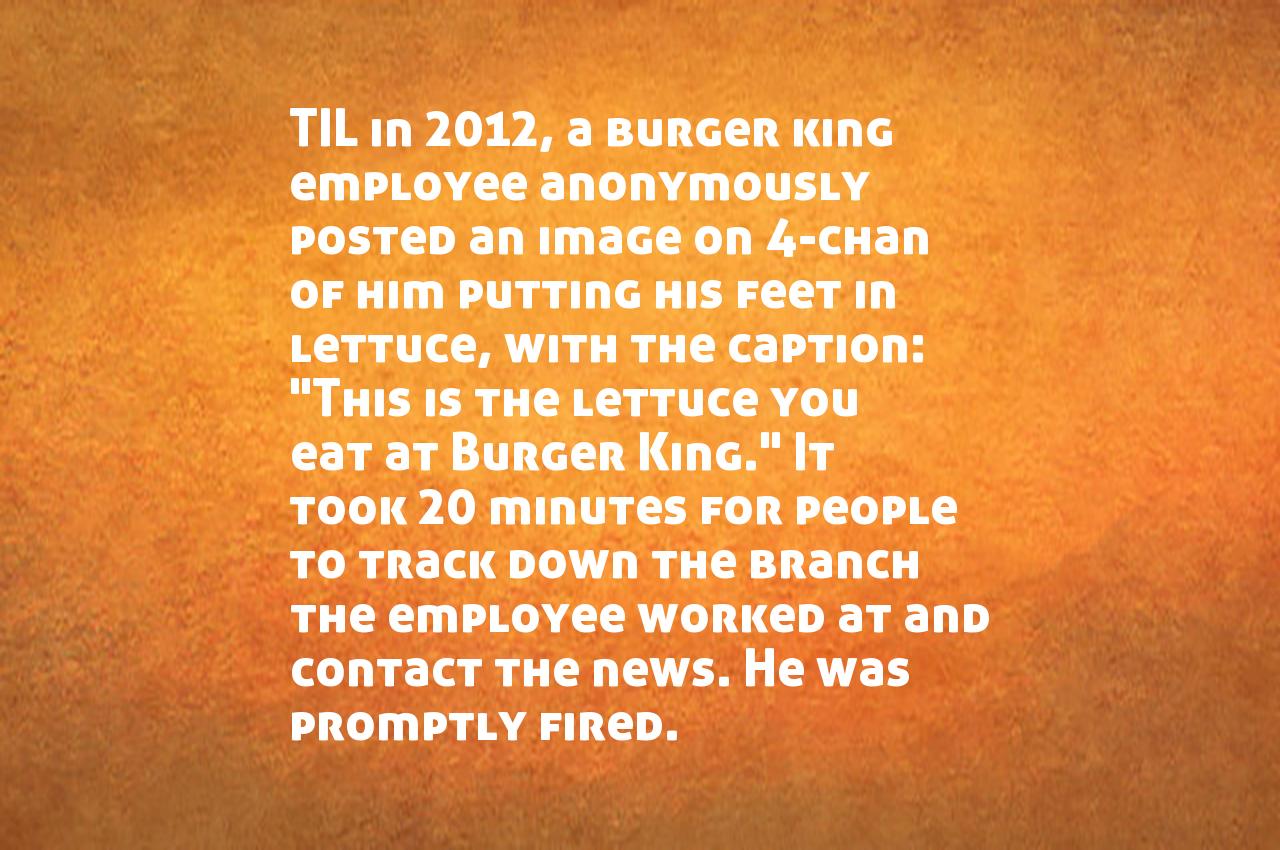 TIL in 2012, a burger king
employee anonymously
posted an image on 4-chan
of him putting his feet in
lettuce, with the caption:
"This is the lettuce you
eat at Burger King." It
took 20 minutes for people
to track down the branch
the employee worked at and
contact the news. He was
promptly fired.